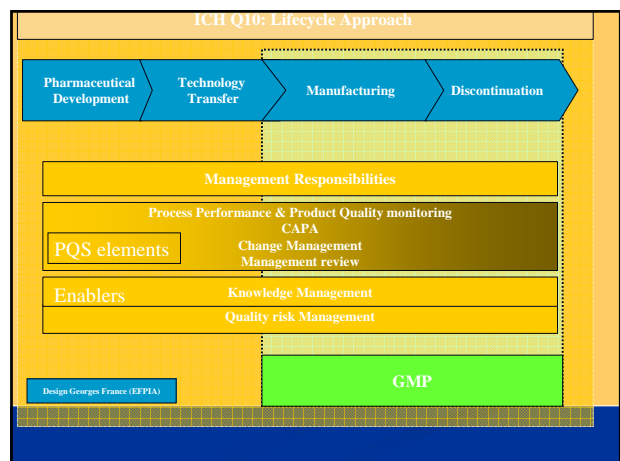 ICH Q10: Lifecycle Approach
Pharmaceutical
Development
Technology
Transfer
Manufacturing
Discontinuation
Management Responsibilities
Process Performance & Product Quality monitoring
CAPA
Change Management
Management review
PQS elements
Enablers
Knowledge Management
Quality risk Management
GMP
Design Georges France (EFPIA)